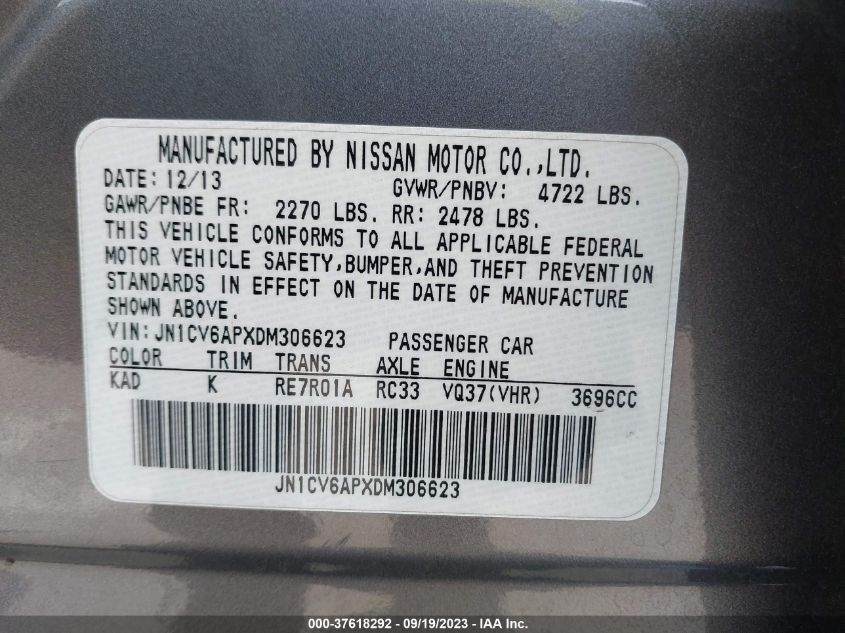 MANUFACTURED BY NISSAN MOTOR CO.,LTD.
DATE: 12/13 GVWR/PNBV: 4722 LBS.
GAWR/PNBE FR: 2270 LBS. RR: 2478 LBS.
THIS VEHICLE CONFORMS TO ALL APPLICABLE FEDERAL
MOTOR VEHICLE SAFETY,BUMPER,AND THEFT PREVENTION
STANDARDS IN EFFECT ON THE DATE OF MANUFACTURE
SHOWN ABOVE.
VIN:JN1CV6APXDM306623 PASSENGER CAR
COLOR TRIM TRANS AXLE ENGINE
KAD K RE7R01A RC33 VQ37(VHR) 3696CC
JN1CV6APXDM306623
000-37618292 - 09/19/2023 - Copyright IAA, Inc.